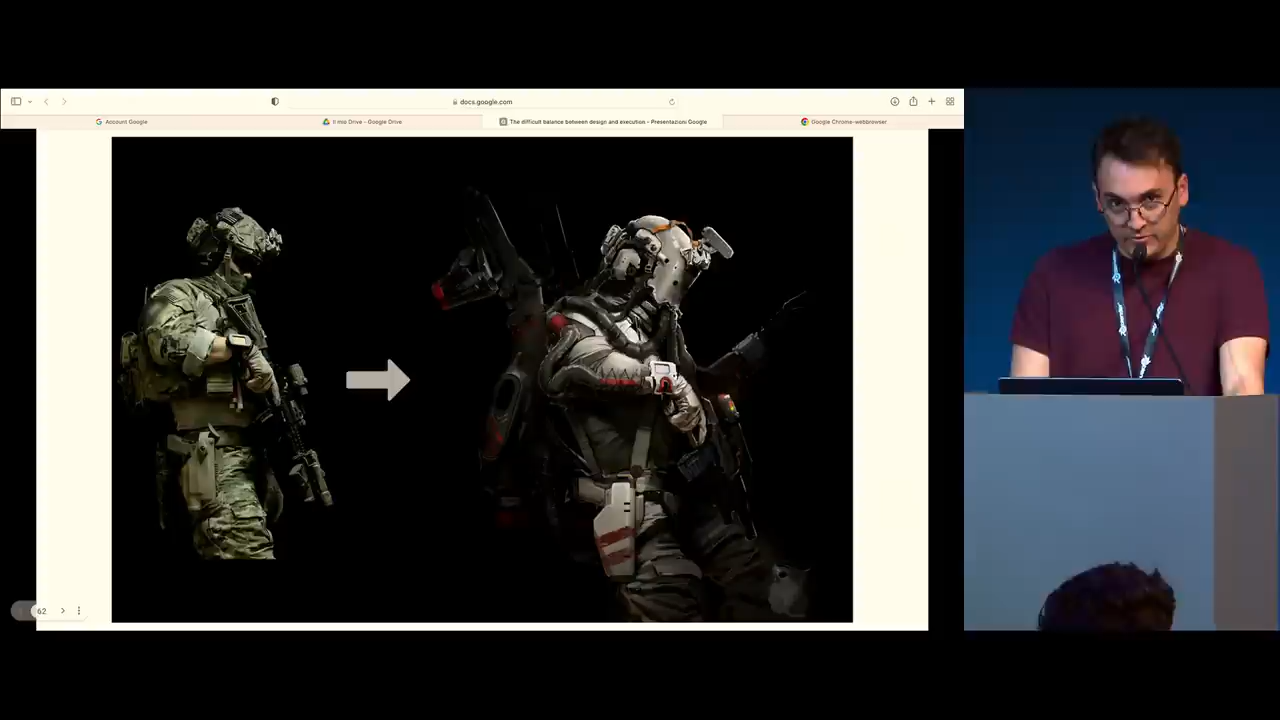 docs.google.com
Account Google
Il mio Drive - Google Drive
The difficult balance between design and execution - Presentazioni Google
Google Chrome-webbrowser
62